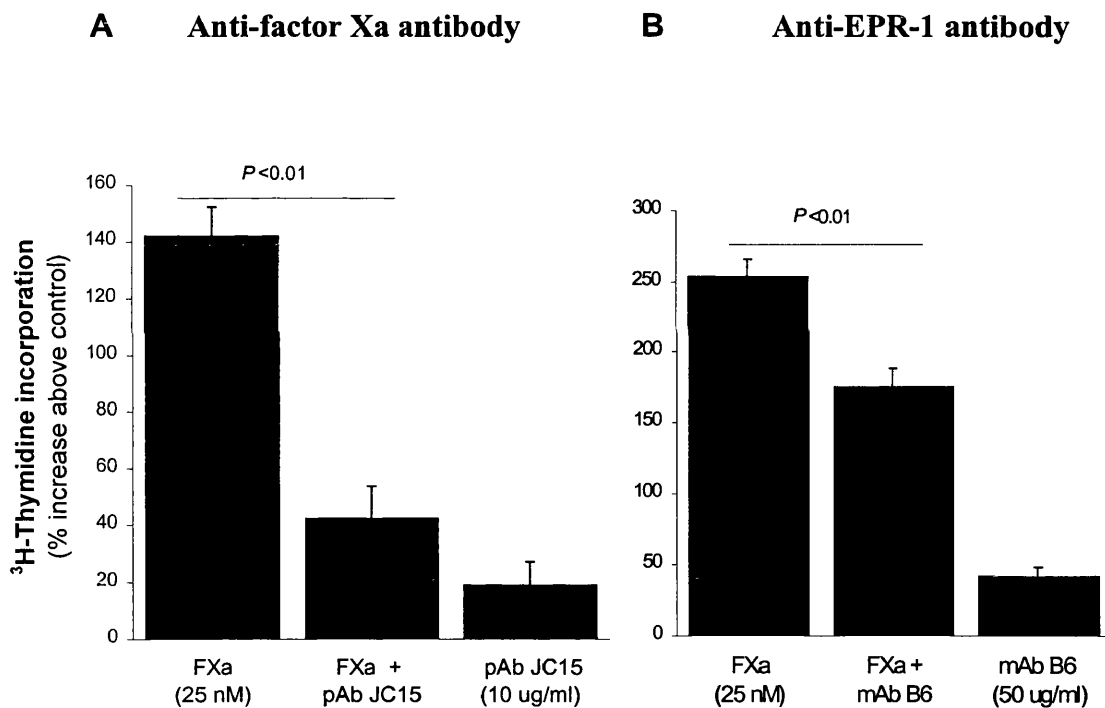 A Anti-factor Xa antibody
B Anti-EPR-1 antibody
³H-Thymidine incorporation
(% increase above control)
P<0.01
160
140
120
100
80
60
40
20
0
FXa
(25 nM)
FXa +
pAb JC15
pAb JC15
(10 ug/ml)
P<0.01
300
250
200
150
100
50
0
FXa
(25 nM)
FXa +
mAb B6
mAb B6
(50 ug/ml)